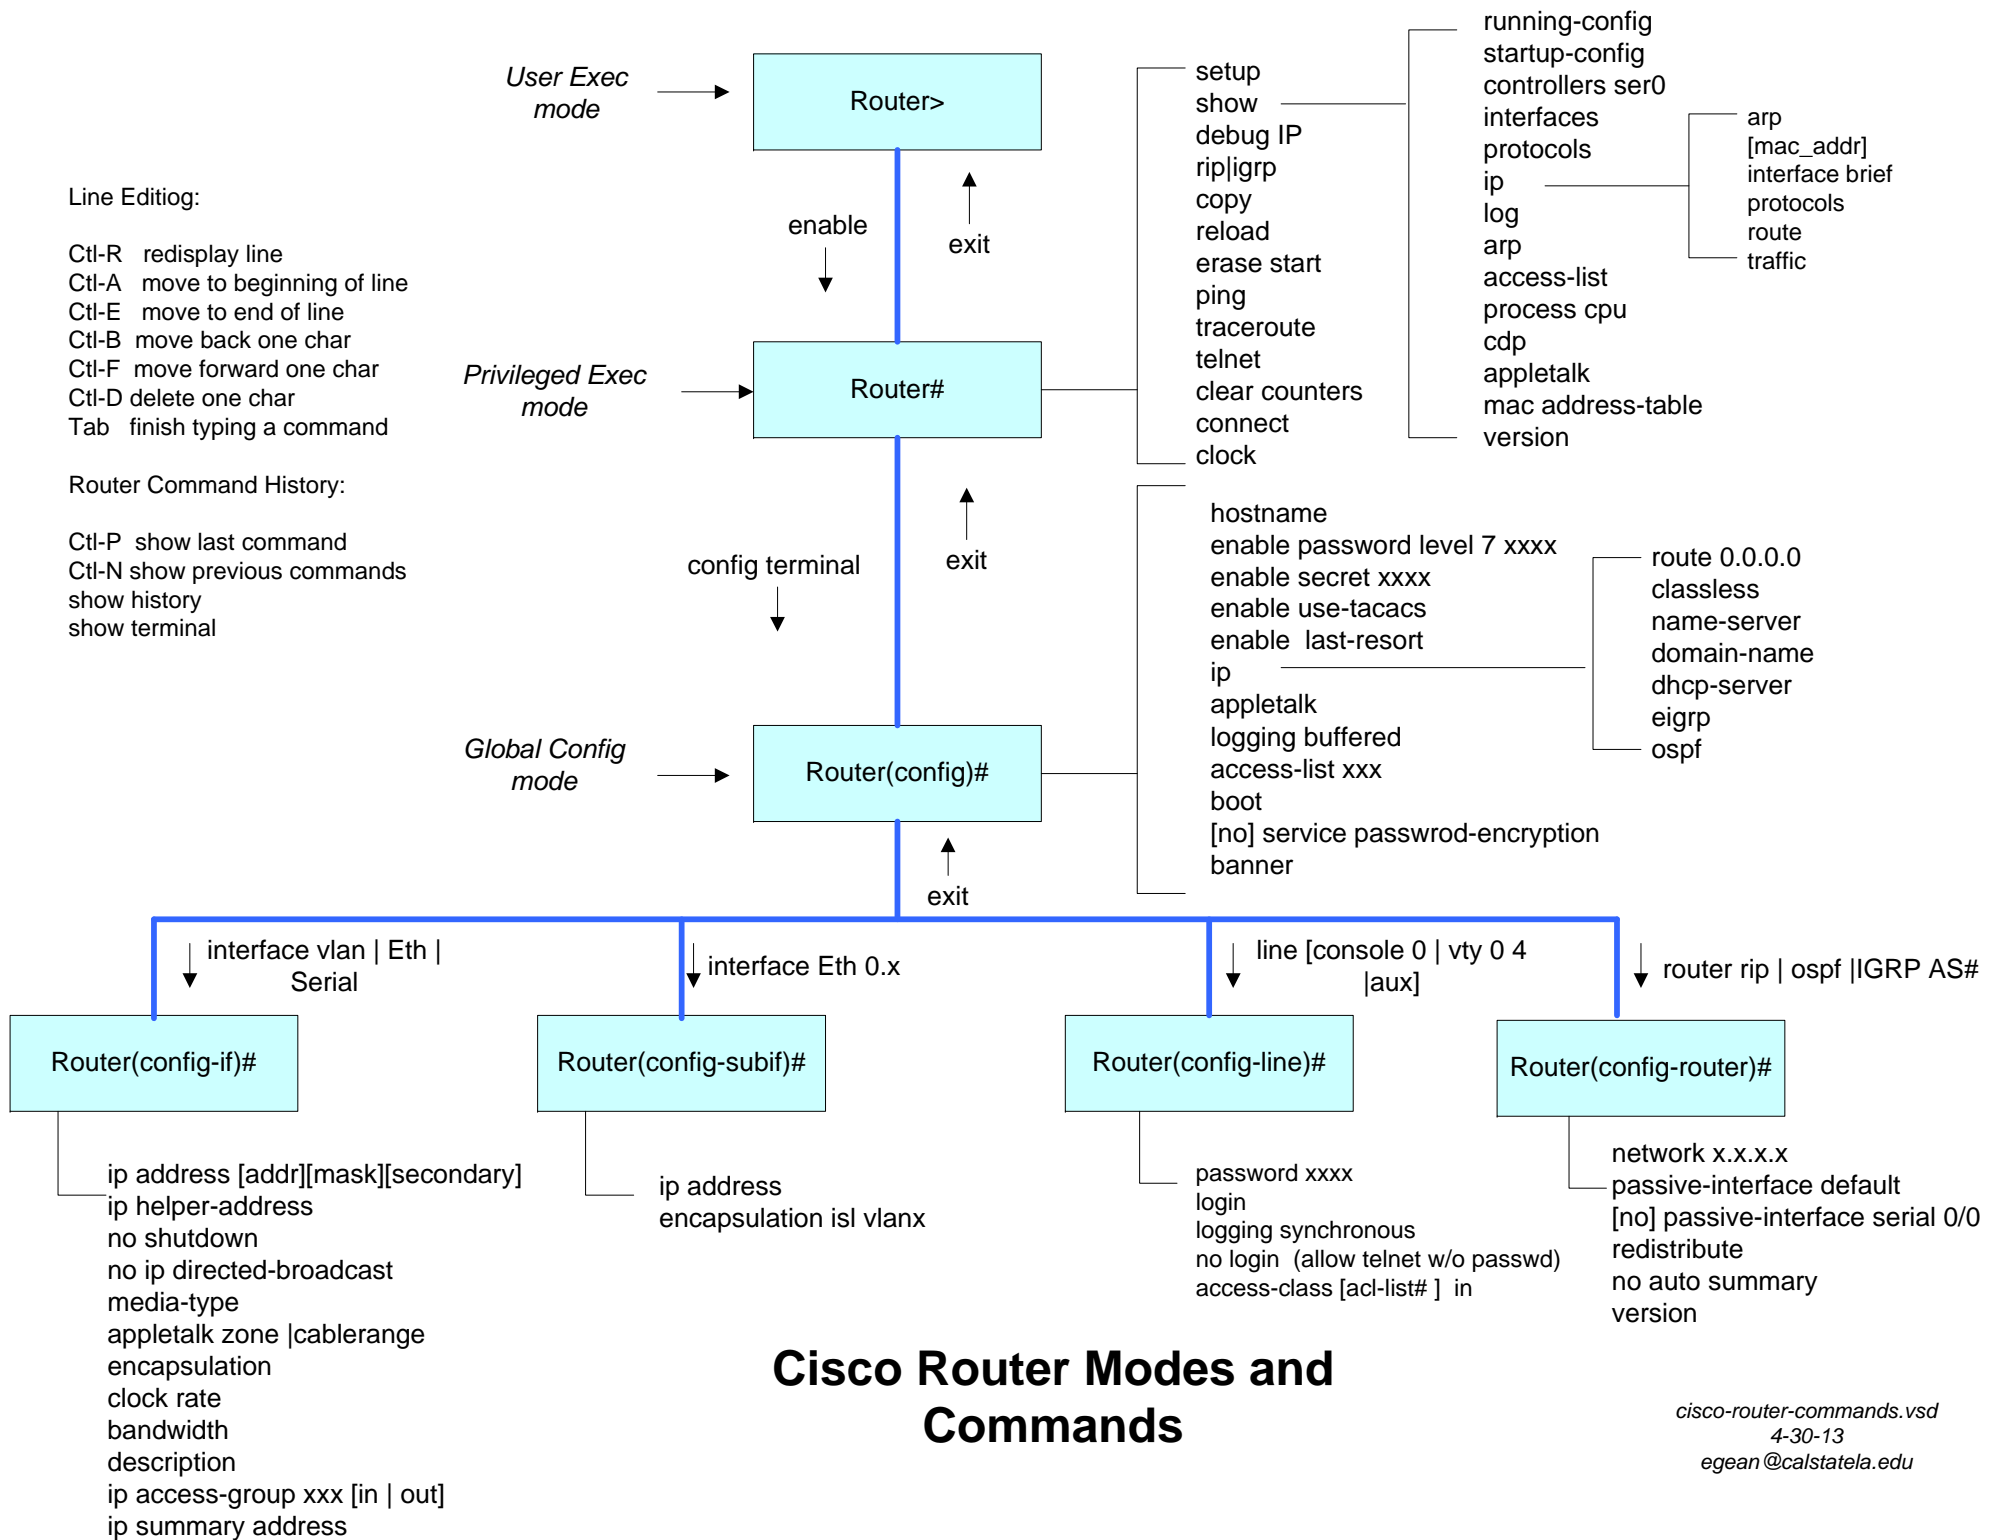 User Exec
mode
Router>
enable
exit
Privileged Exec
mode
Router#
config terminal
exit
Global Config
mode
Router(config)#
exit
Line Editiog:
Ctl-R   redisplay line
Ctl-A   move to beginning of line
Ctl-E   move to end of line
Ctl-B  move back one char
Ctl-F  move forward one char
Ctl-D delete one char
Tab   finish typing a command
Router Command History:
Ctl-P  show last command
Ctl-N show previous commands
show history
show terminal
setup
show
debug IP
rip|igrp
copy
reload
erase start
ping
traceroute
telnet
clear counters
connect
clock
running-config
startup-config
controllers ser0
interfaces
protocols
ip
log
arp
access-list
process cpu
cdp
appletalk
mac address-table
version
arp
[mac_addr]
interface brief
protocols
route
traffic
hostname
enable password level 7 xxxx
enable secret xxxx
enable use-tacacs
enable  last-resort
ip
appletalk
logging buffered
access-list xxx
boot
[no] service passwrod-encryption
banner
route 0.0.0.0
classless
name-server
domain-name
dhcp-server
eigrp
ospf
interface vlan | Eth |
Serial
Router(config-if)#
ip address [addr][mask][secondary]
ip helper-address
no shutdown
no ip directed-broadcast
media-type
appletalk zone |cablerange
encapsulation
clock rate
bandwidth
description
ip access-group xxx [in | out]
ip summary address
interface Eth 0.x
Router(config-subif)#
ip address
encapsulation isl vlanx
line [console 0 | vty 0 4
|aux]
Router(config-line)#
password xxxx
login
logging synchronous
no login  (allow telnet w/o passwd)
access-class [acl-list# ]  in
router rip | ospf |IGRP AS#
Router(config-router)#
network x.x.x.x
passive-interface default
[no] passive-interface serial 0/0
redistribute
no auto summary
version
Cisco Router Modes and
Commands
cisco-router-commands.vsd
4-30-13
egean@calstatela.edu